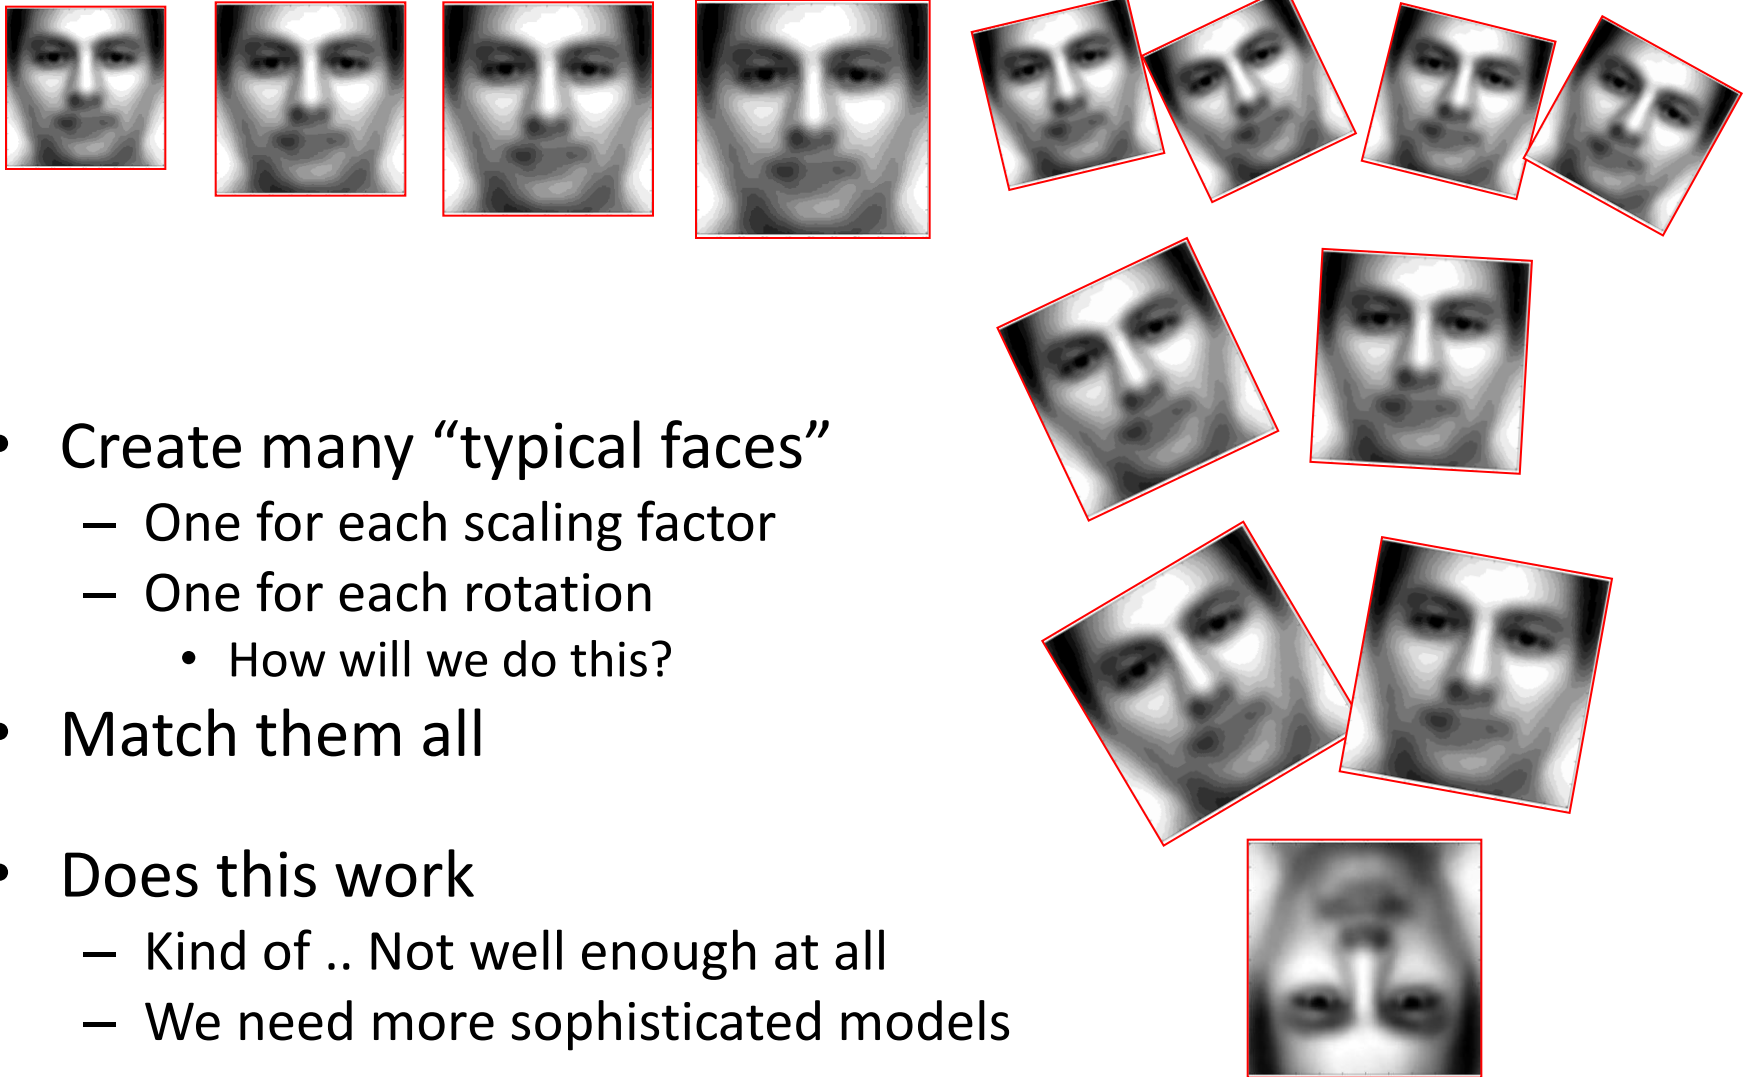 • Create many “typical faces”
– One for each scaling factor
– One for each rotation
• How will we do this?
• Match them all
• Does this work
– Kind of .. Not well enough at all
– We need more sophisticated models